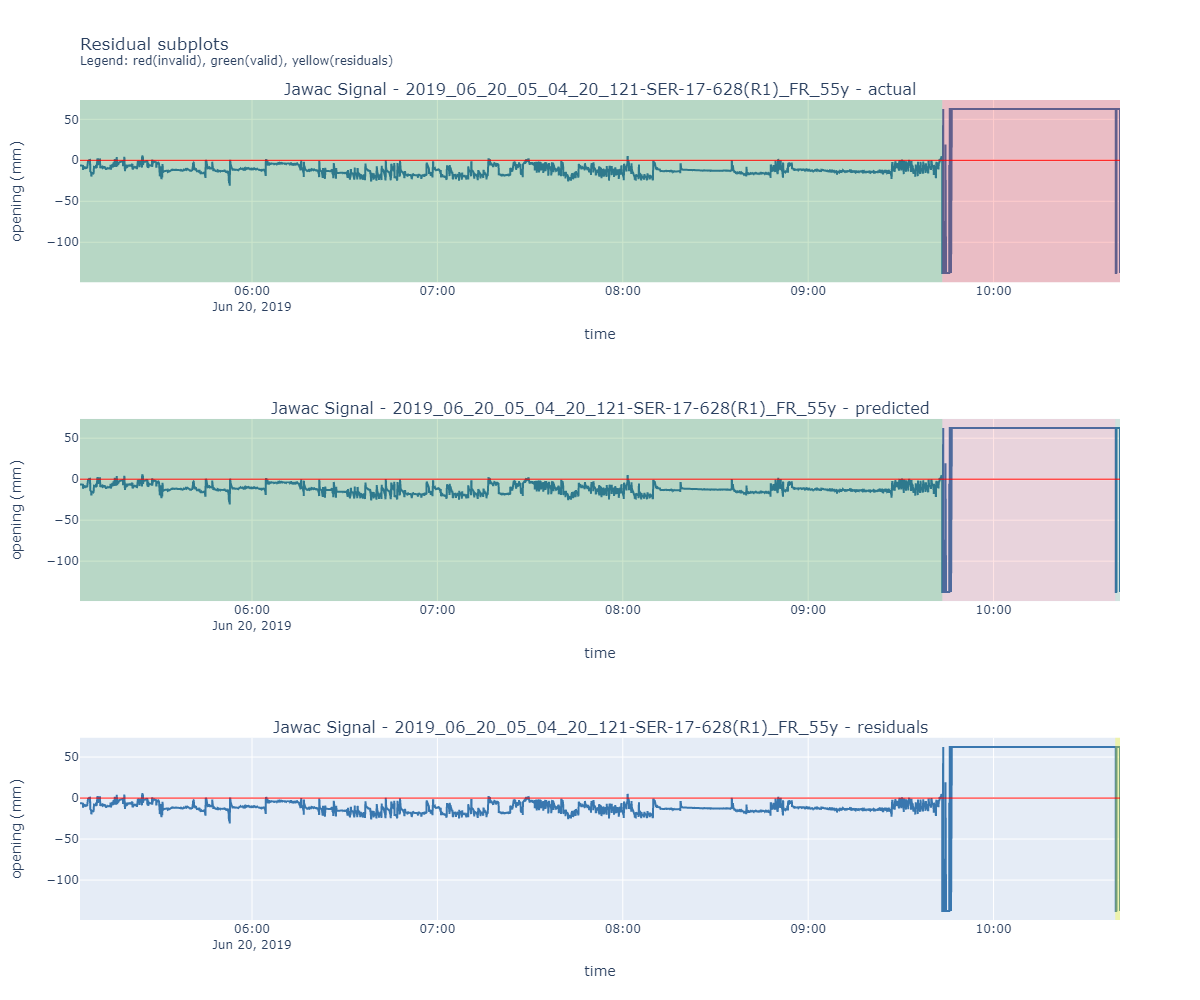 Residual subplots
Legend: red(invalid), green(valid), yellow(residuals)
Jawac Signal - 2019_06_20_05_04_20_121-SER-17-628(R1)_FR_55y - actual
50
0
−50
−100
opening (mm)
06:00
07:00
08:00
09:00
10:00
Jun 20, 2019
time
Jawac Signal - 2019_06_20_05_04_20_121-SER-17-628(R1)_FR_55y - predicted
50
0
−50
−100
opening (mm)
06:00
07:00
08:00
09:00
10:00
Jun 20, 2019
time
Jawac Signal - 2019_06_20_05_04_20_121-SER-17-628(R1)_FR_55y - residuals
50
0
−50
−100
opening (mm)
06:00
07:00
08:00
09:00
10:00
Jun 20, 2019
time